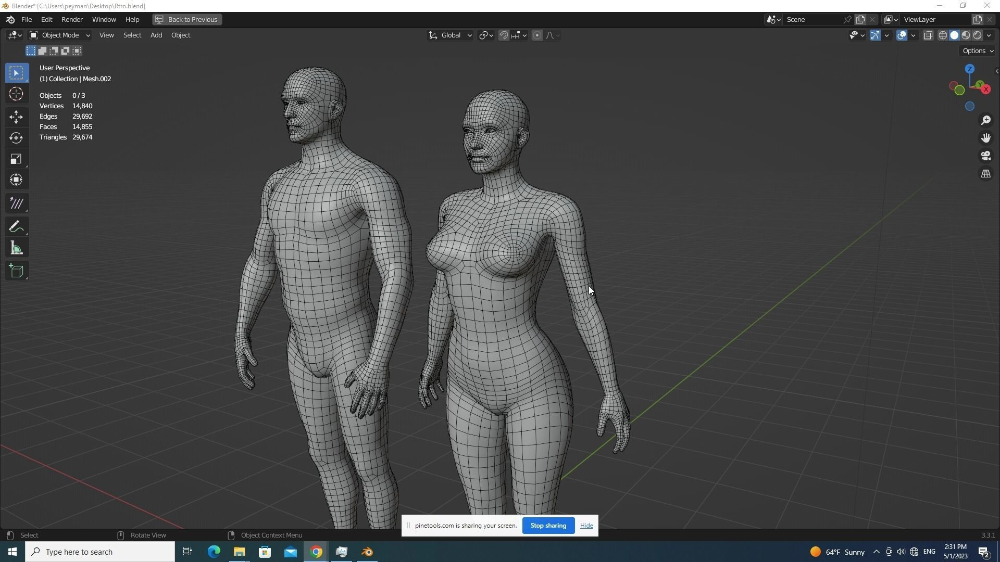 Blender* [C:\Users\peyman\Desktop\Rtro.blend]
File Edit Render Window Help Back to Previous Scene ViewLayer
Object Mode View Select Add Object Global
Options
User Perspective
(1) Collection | Mesh.002
Objects 0 / 3
Vertices 14,840
Edges 29,692
Faces 14,855
Triangles 29,674
Z
Y
X
pinetools.com is sharing your screen. Stop sharing Hide
Select Rotate View Object Context Menu 3.3.1
Type here to search 64°F Sunny ENG 2:31 PM
5/1/2023
2